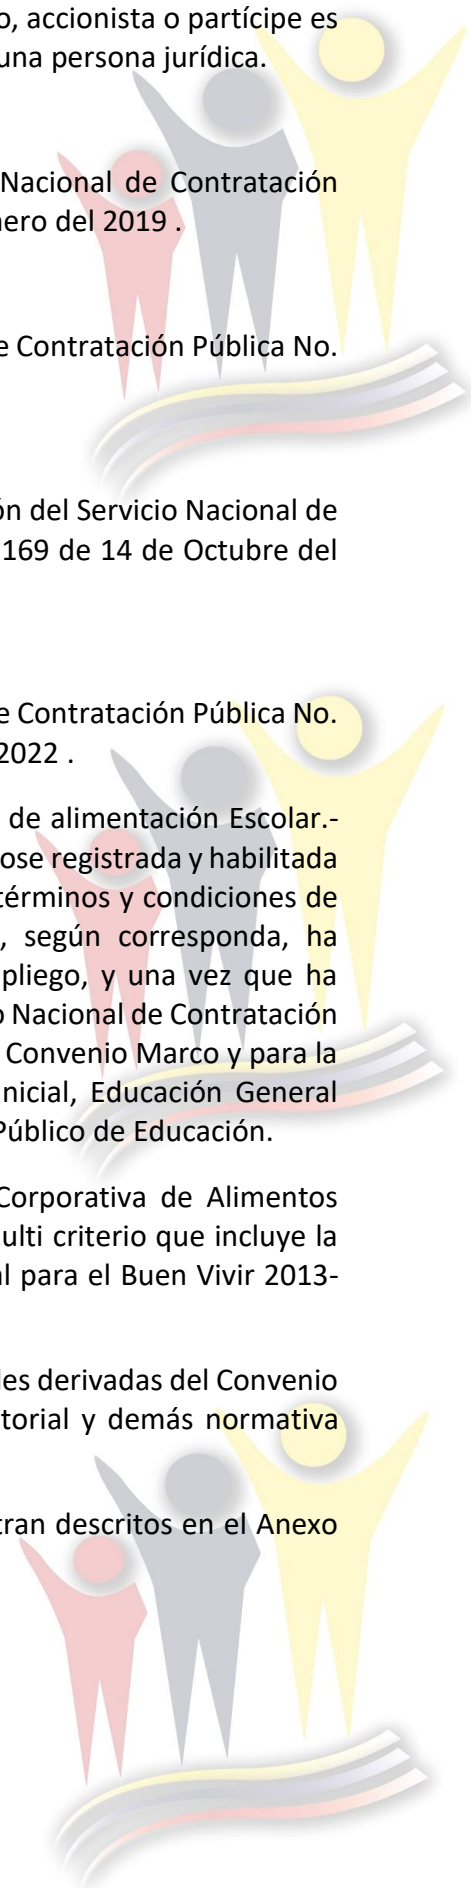 o, accionista o partícipe es
una persona jurídica.
Nacional de Contratación
nero del 2019 .
e Contratación Pública No.
ón del Servicio Nacional de
169 de 14 de Octubre del
e Contratación Pública No.
2022 .
de alimentación Escolar.-
ose registrada y habilitada
términos y condiciones de
, según corresponda, ha
pliego, y una vez que ha
o Nacional de Contratación
Convenio Marco y para la
nicial, Educación General
Público de Educación.
Corporativa de Alimentos
ulti criterio que incluye la
al para el Buen Vivir 2013-
les derivadas del Convenio
torial y demás normativa
tran descritos en el Anexo